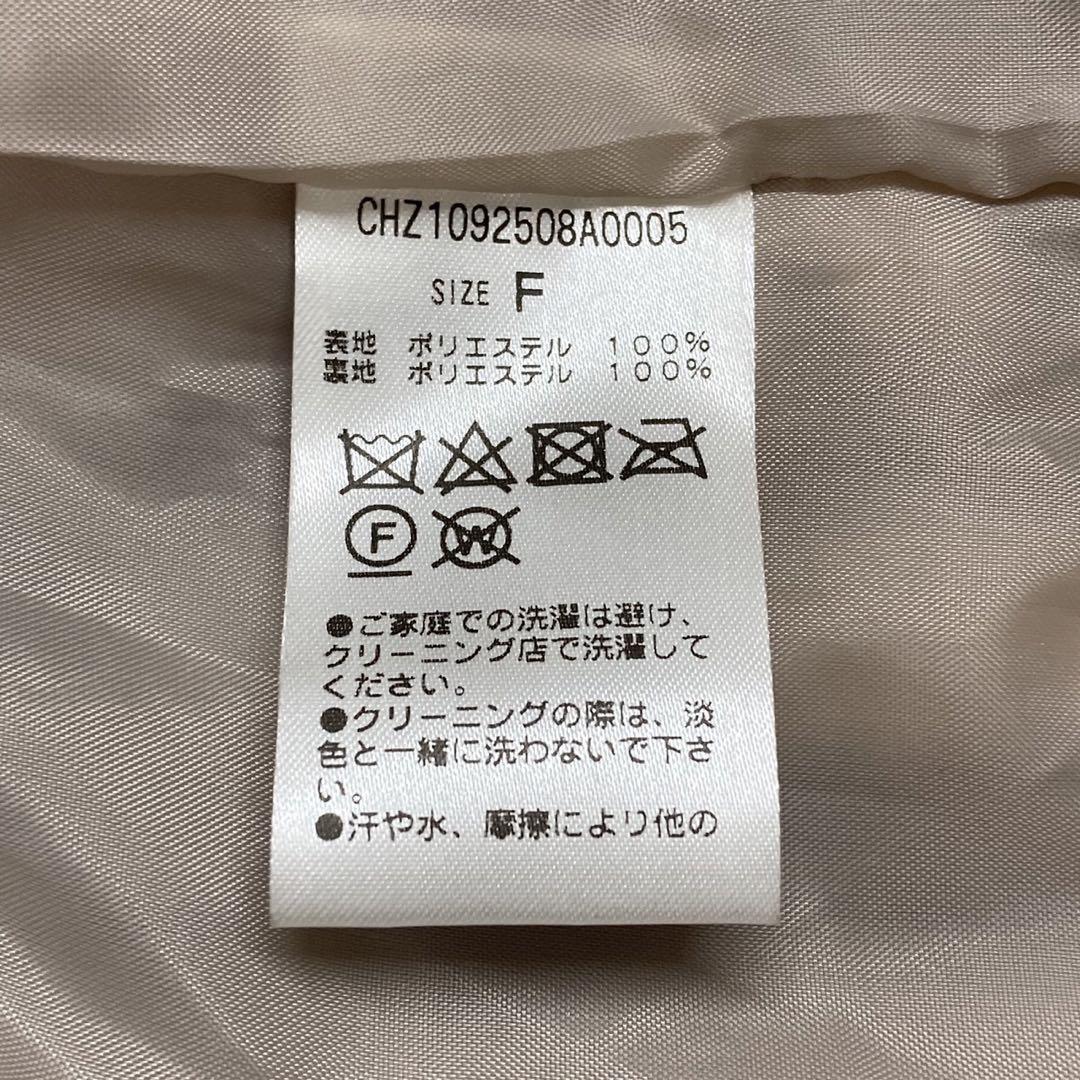 CHZ1092508A0005
SIZE F
表地 ポリエステル 100%
裏地 ポリエステル 100%
F W
●ご家庭での洗濯は避け、
クリーニング店で洗濯して
ください。
●クリーニングの際は、淡
色と一緒に洗わないで下さ
い。
●汗や水、摩擦により他の